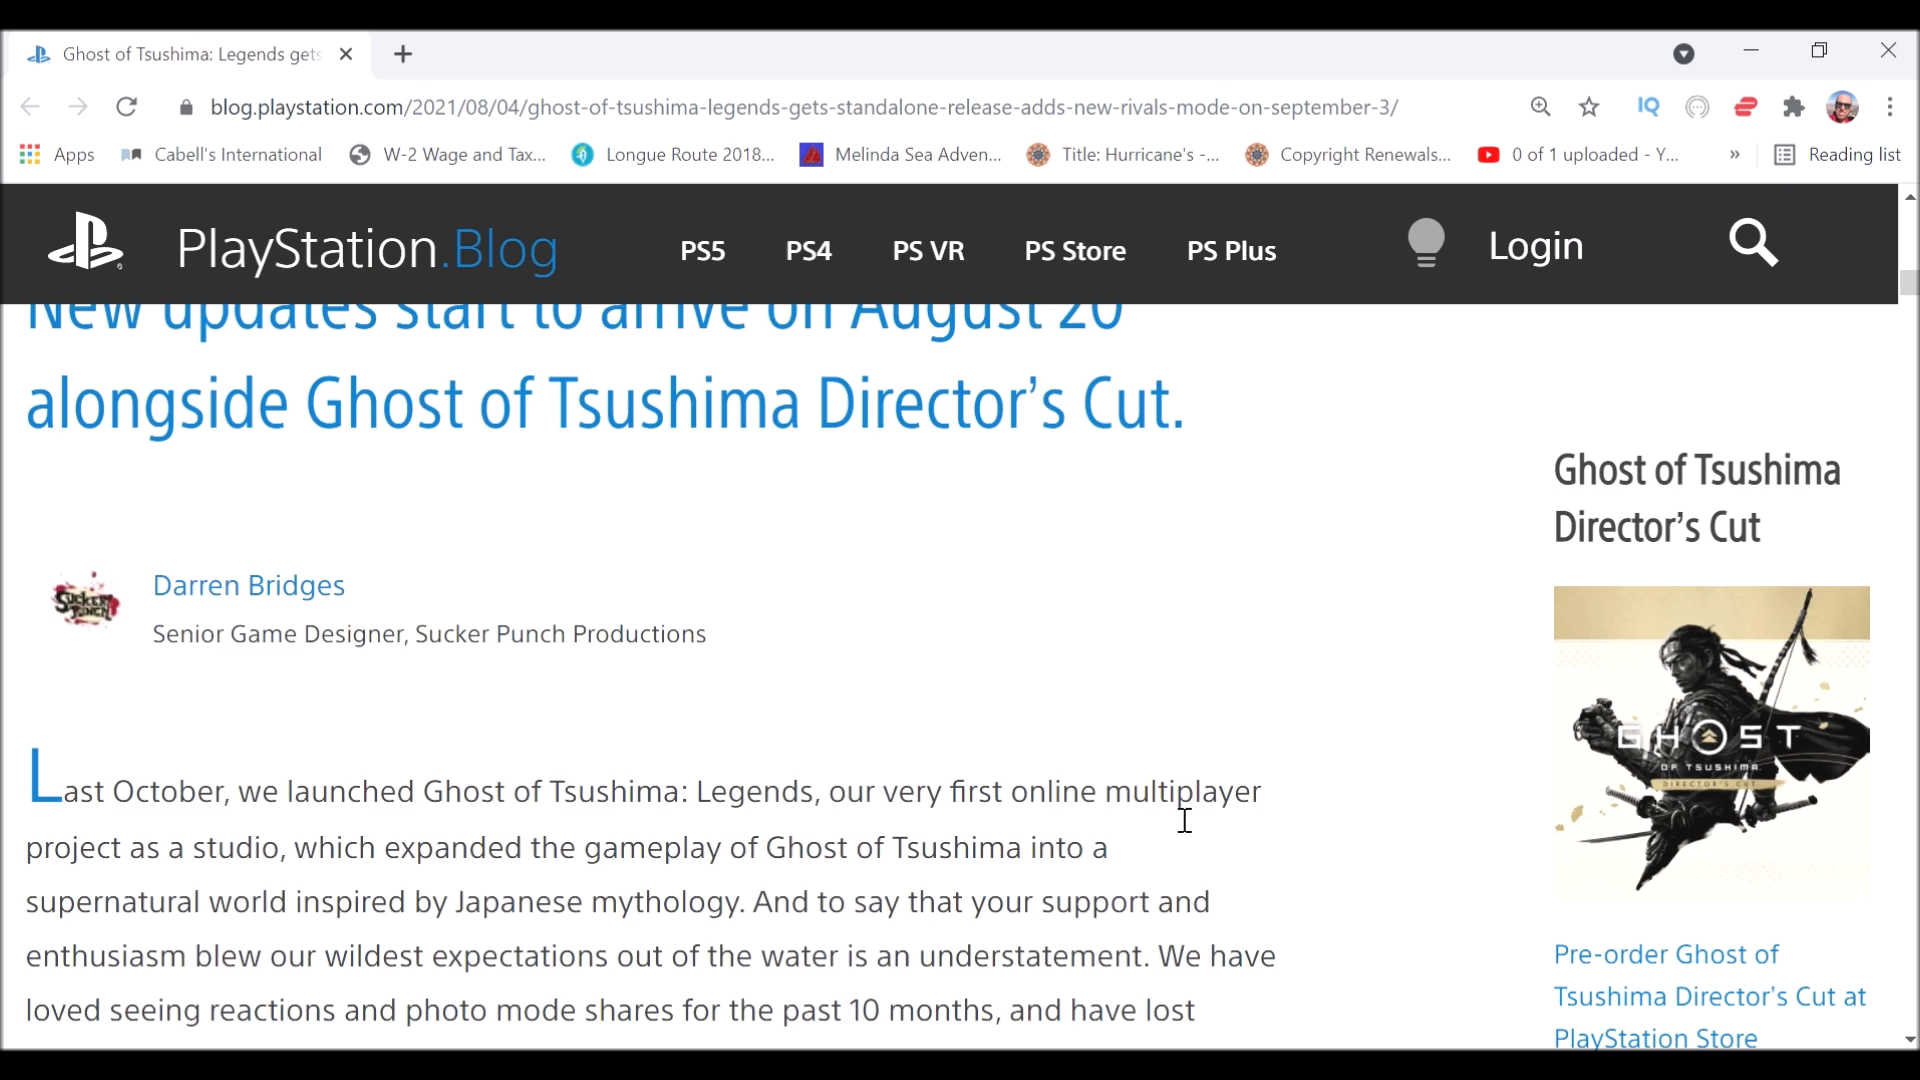 Ghost of Tsushima: Legends gets
blog.playstation.com/2021/08/04/ghost-of-tsushima-legends-gets-standalone-release-adds-new-rivals-mode-on-september-3/
IQ
Apps
Cabell's International
W-2 Wage and Tax...
Longue Route 2018...
Melinda Sea Adven...
Title: Hurricane's -...
Copyright Renewals...
0 of 1 uploaded - Y...
»
Reading list
PlayStation.Blog
PS5
PS4
PS VR
PS Store
PS Plus
Login
New updates start to arrive on August 20
alongside Ghost of Tsushima Director’s Cut.
SUCKER
PUNCH
Darren Bridges
Senior Game Designer, Sucker Punch Productions
Last October, we launched Ghost of Tsushima: Legends, our very first online multiplayer
project as a studio, which expanded the gameplay of Ghost of Tsushima into a
supernatural world inspired by Japanese mythology. And to say that your support and
enthusiasm blew our wildest expectations out of the water is an understatement. We have
loved seeing reactions and photo mode shares for the past 10 months, and have lost
Ghost of Tsushima
Director’s Cut
GHOST
OF TSUSHIMA
DIRECTOR'S CUT
Pre-order Ghost of
Tsushima Director’s Cut at
PlayStation Store